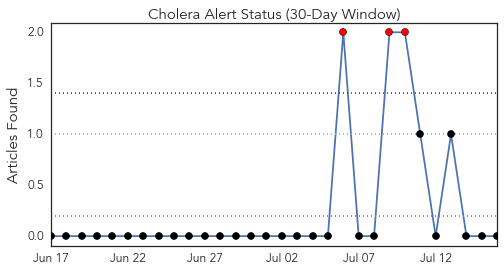 Cholera Alert Status (30-Day Window)
Articles Found
2.0
1.5
1.0
0.5
0.0
Jun 17 Jun 22 Jun 27 Jul 02 Jul 07 Jul 12